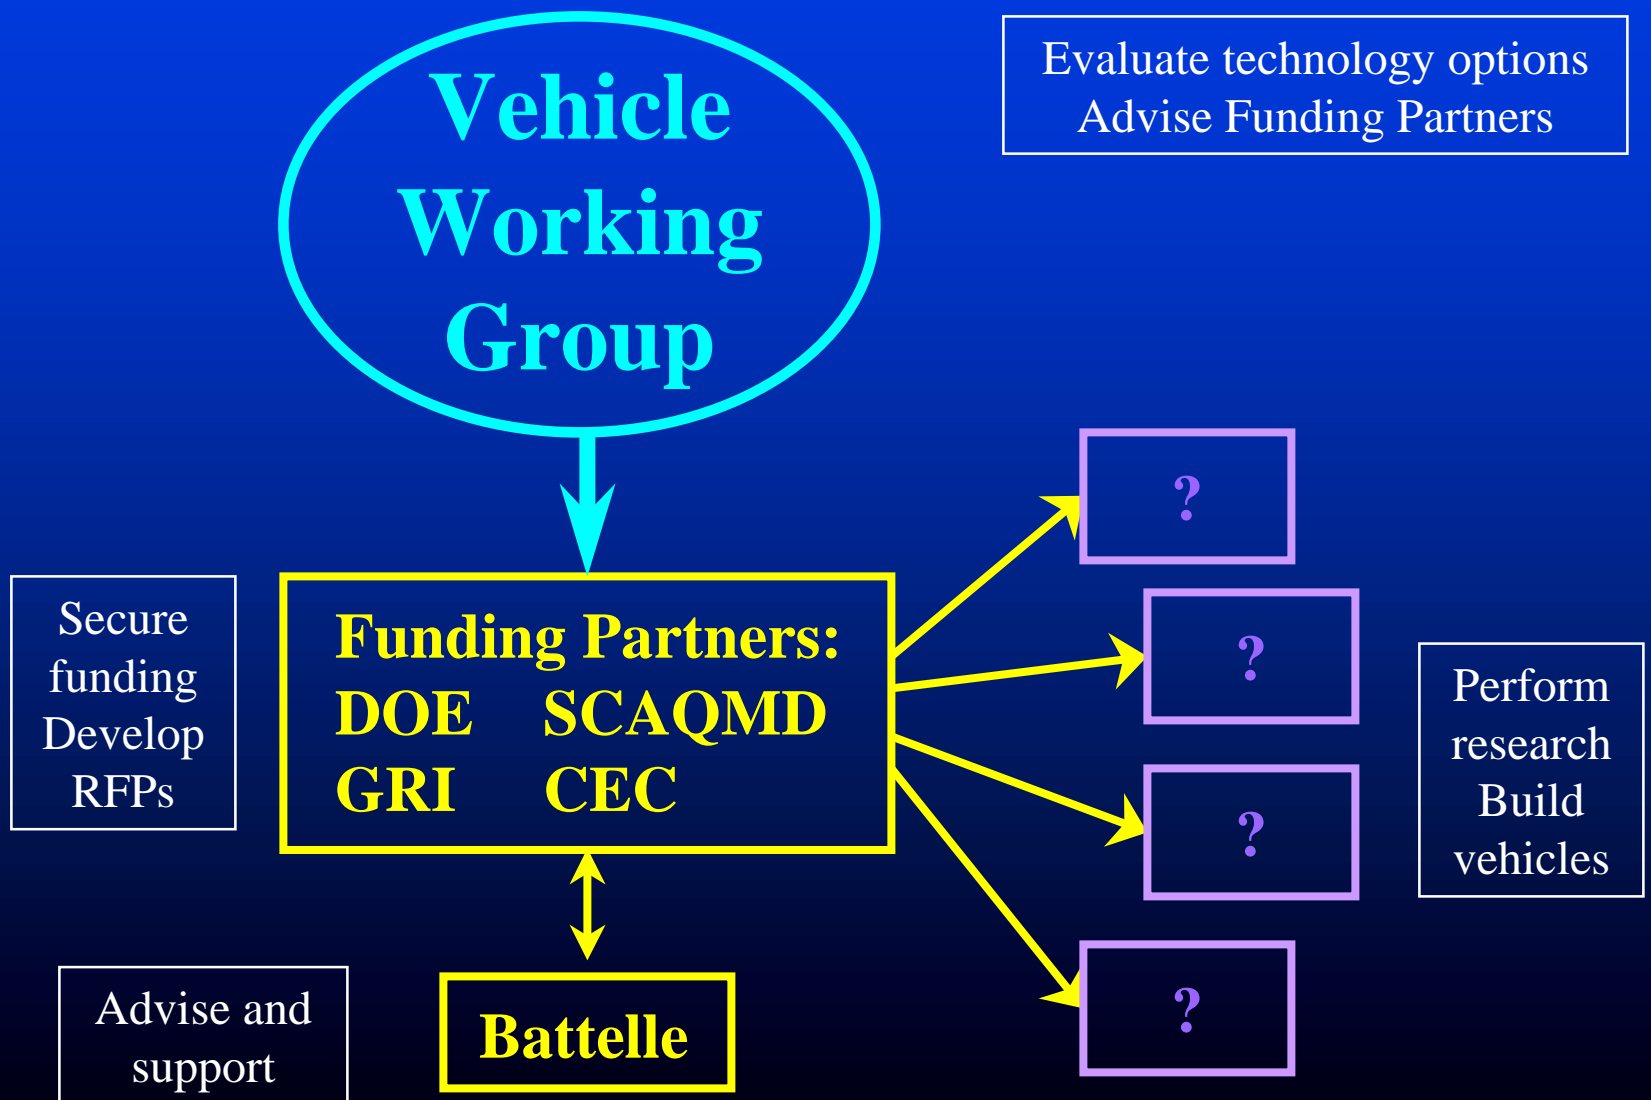 Vehicle
Working
Group
Evaluate technology options
Advise Funding Partners
?
Secure
funding
Develop
RFPs
Funding Partners:
DOE SCAQMD
GRI CEC
?
Perform
research
Build
vehicles
?
Advise and
support
Battelle
?